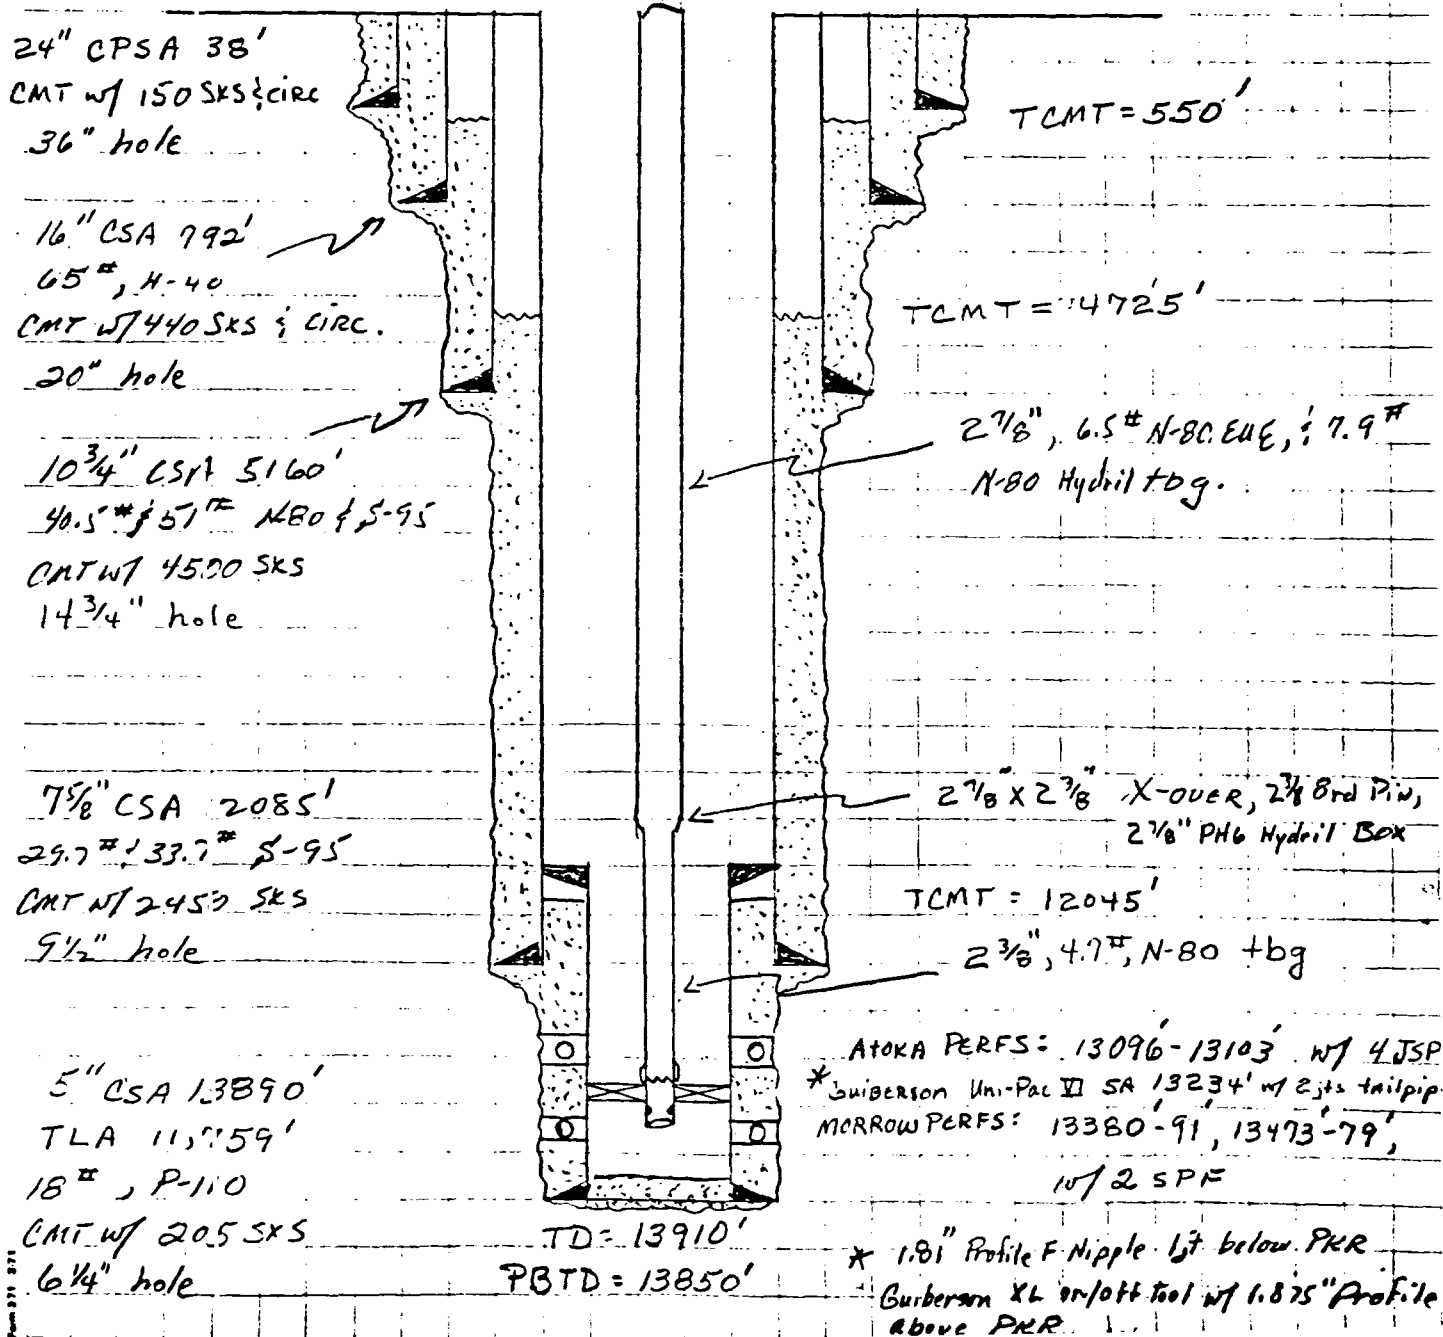 24" CPSA 38'
CMT w/ 150 SKS & CIRC
36" hole
TCMT = 550'
16" CSA 792'
65#, H-40
CMT w/ 440 SKS & CIRC.
20" hole
TCMT = 4725'
10 3/4" CSA 5160'
40.5# & 51# N80 & S-95
CMT w/ 4500 SKS
14 3/4" hole
2 7/8", 6.5# N-80 EUE, & 7.9#
N-80 Hydril tbg.
7 5/8" CSA 2085'
29.7# & 33.7# S-95
CMT w/ 2450 SKS
9 1/2" hole
2 7/8" X 2 3/8" X-OVER, 2 3/8 8rd Pin,
2 7/8" PH6 Hydril Box
TCMT = 12045'
2 3/8", 4.7#, N-80 tbg
5" CSA 13890'
TLA 11,759'
18#, P-110
CMT w/ 205 SXS
6 1/4" hole
ATOKA PERFS: 13096'-13103' w/ 4 JSP
* Guiberson Uni-Pac VI SA 13234' w/ 2 jts tailpip
MORROW PERFS: 13380'-91', 13473'-79',
w/ 2 SPF
TD = 13910'
PBTD = 13850'
* 1.81" Profile F Nipple 1 jt below PKR
Guiberson XL on/off tool w/ 1.875" Profile
above PKR